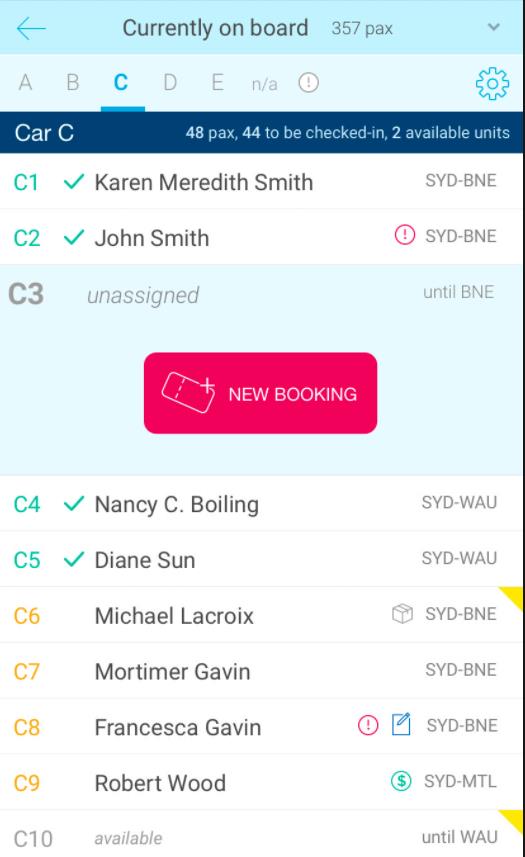 Currently on board 357 pax
A B C D E n/a
Car C 48 pax, 44 to be checked-in, 2 available units
C1 Karen Meredith Smith SYD-BNE
C2 John Smith SYD-BNE
C3 unassigned until BNE
NEW BOOKING
C4 Nancy C. Boiling SYD-WAU
C5 Diane Sun SYD-WAU
C6 Michael Lacroix SYD-BNE
C7 Mortimer Gavin SYD-BNE
C8 Francesca Gavin SYD-BNE
C9 Robert Wood SYD-MTL
C10 available until WAU